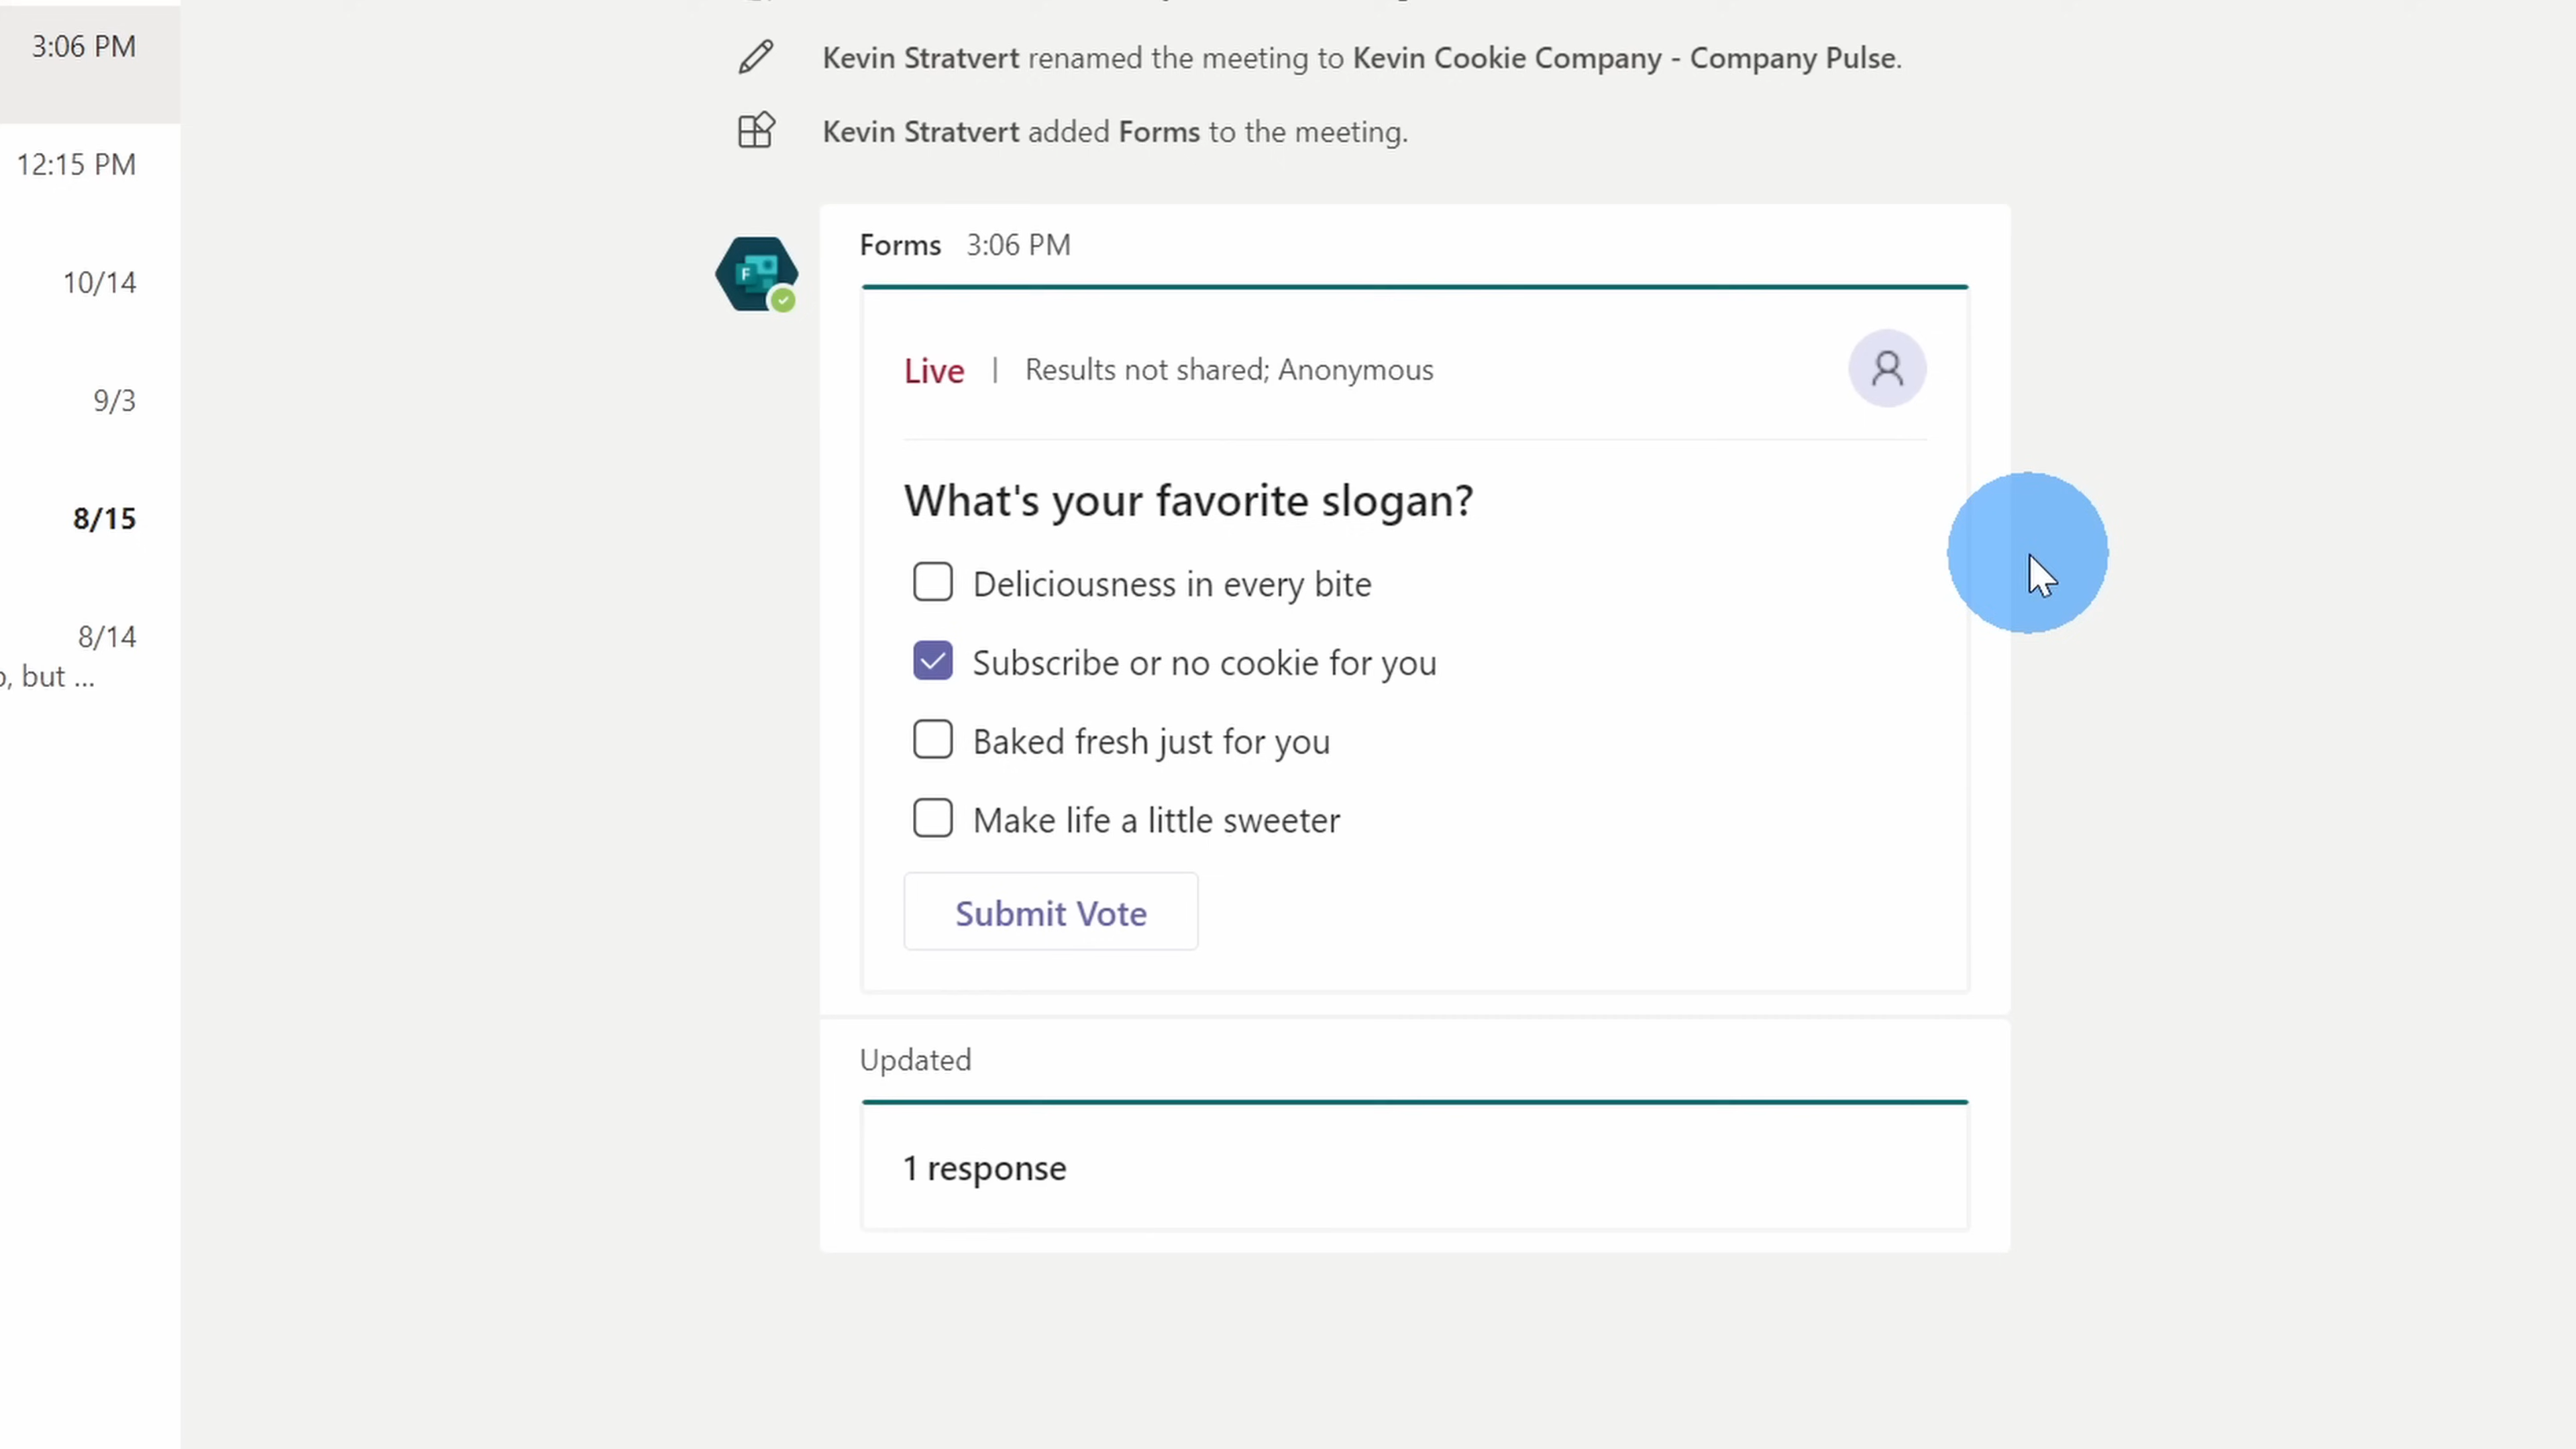 3:06 PM
12:15 PM
10/14
9/3
8/15
8/14
, but ...
Kevin Stratvert renamed the meeting to Kevin Cookie Company - Company Pulse.
Kevin Stratvert added Forms to the meeting.
F
Forms 3:06 PM
Live | Results not shared; Anonymous
What's your favorite slogan?
Deliciousness in every bite
Subscribe or no cookie for you
Baked fresh just for you
Make life a little sweeter
Submit Vote
Updated
1 response